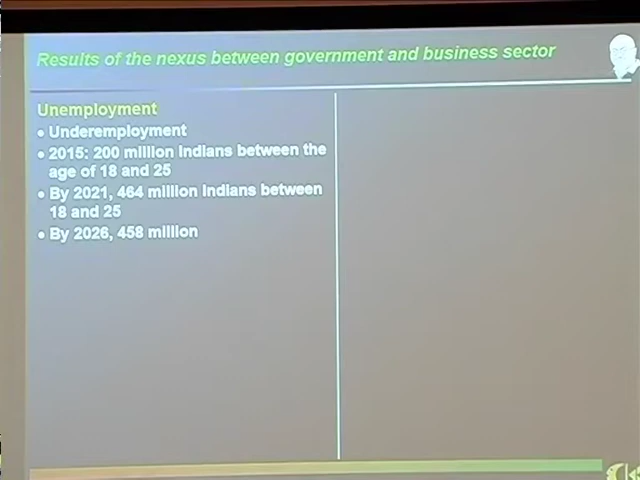 Results of the nexus between government and business sector
Unemployment
• Underemployment
• 2015: 200 million Indians between the
age of 18 and 25
• By 2021, 464 million Indians between
18 and 25
• By 2026, 458 million